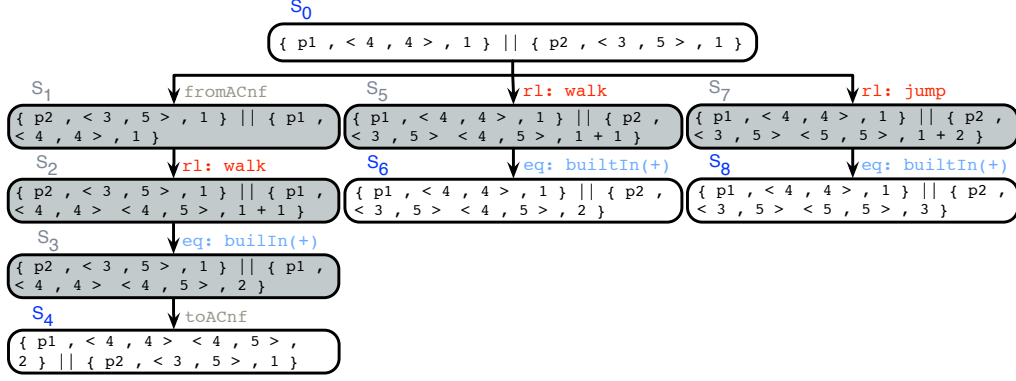 S0
{ p1 , < 4 , 4 > , 1 } || { p2 , < 3 , 5 > , 1 }
S1 fromACnf S5 rl: walk S7 rl: jump
{ p2 , < 3 , 5 > , 1 } || { p1 ,
< 4 , 4 > , 1 }
{ p1 , < 4 , 4 > , 1 } || { p2 ,
< 3 , 5 > < 4 , 5 > , 1 + 1 }
{ p1 , < 4 , 4 > , 1 } || { p2 ,
< 3 , 5 > < 5 , 5 > , 1 + 2 }
S2 rl: walk S6 eq: builtIn(+) S8 eq: builtIn(+)
{ p2 , < 3 , 5 > , 1 } || { p1 ,
< 4 , 4 > < 4 , 5 > , 1 + 1 }
{ p1 , < 4 , 4 > , 1 } || { p2 ,
< 3 , 5 > < 4 , 5 > , 2 }
{ p1 , < 4 , 4 > , 1 } || { p2 ,
< 3 , 5 > < 5 , 5 > , 3 }
S3 eq: builIn(+)
{ p2 , < 3 , 5 > , 1 } || { p1 ,
< 4 , 4 > < 4 , 5 > , 2 }
S4 toACnf
{ p1 , < 4 , 4 > < 4 , 5 > ,
2 } || { p2 , < 3 , 5 > , 1 }